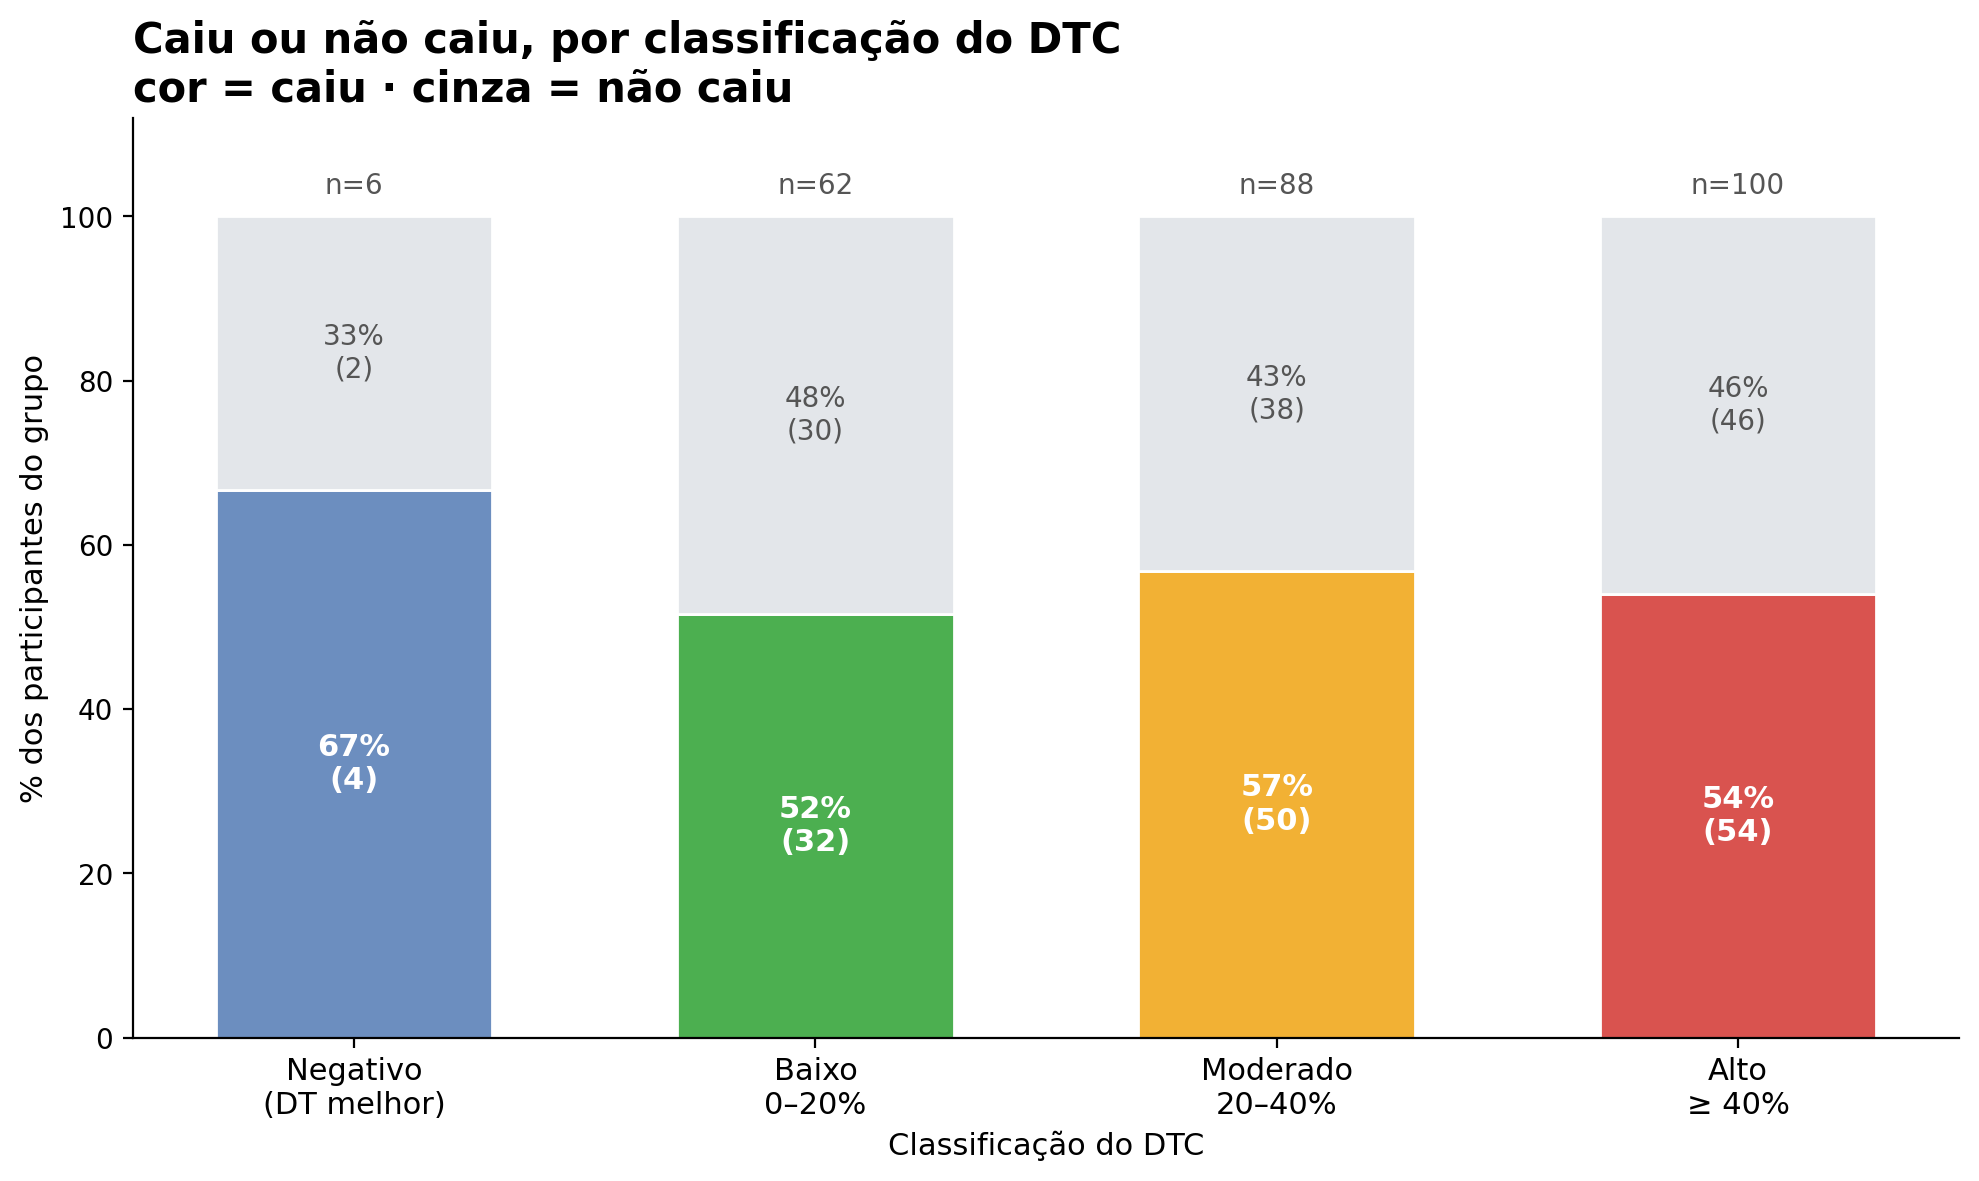 Caiu ou não caiu, por classificação do DTC
cor = caiu · cinza = não caiu
n=6
n=62
n=88
n=100
100
80
60
40
20
0
% dos participantes do grupo
33%
(2)
48%
(30)
43%
(38)
46%
(46)
67%
(4)
52%
(32)
57%
(50)
54%
(54)
Negativo
(DT melhor)
Baixo
0–20%
Moderado
20–40%
Alto
≥ 40%
Classificação do DTC